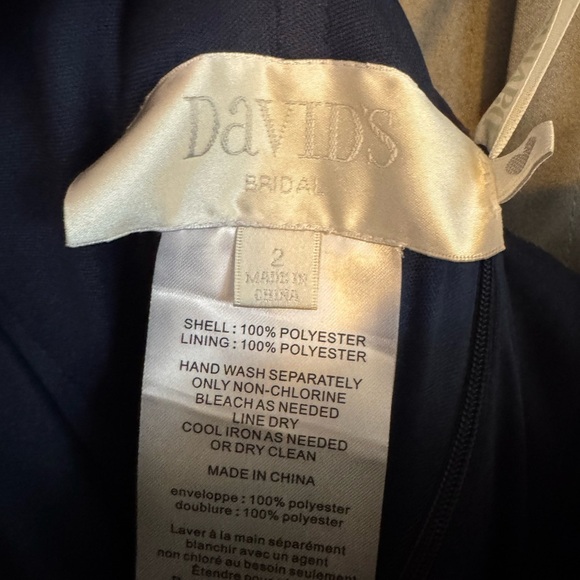 DaVID'S
BRIDAL
2
MADE IN
CHINA
SHELL : 100% POLYESTER
LINING : 100% POLYESTER
HAND WASH SEPARATELY
ONLY NON-CHLORINE
BLEACH AS NEEDED
LINE DRY
COOL IRON AS NEEDED
OR DRY CLEAN
MADE IN CHINA
enveloppe : 100% polyester
doublure : 100% polyester
Laver à la main séparément
blanchir avec un agent
non chloré au besoin seulement
Étendre pour